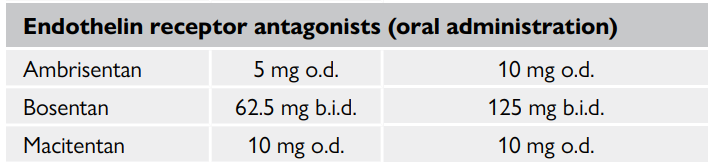 Endothelin receptor antagonists (oral administration)
Ambrisentan 5 mg o.d. 10 mg o.d.
Bosentan 62.5 mg b.i.d. 125 mg b.i.d.
Macitentan 10 mg o.d. 10 mg o.d.